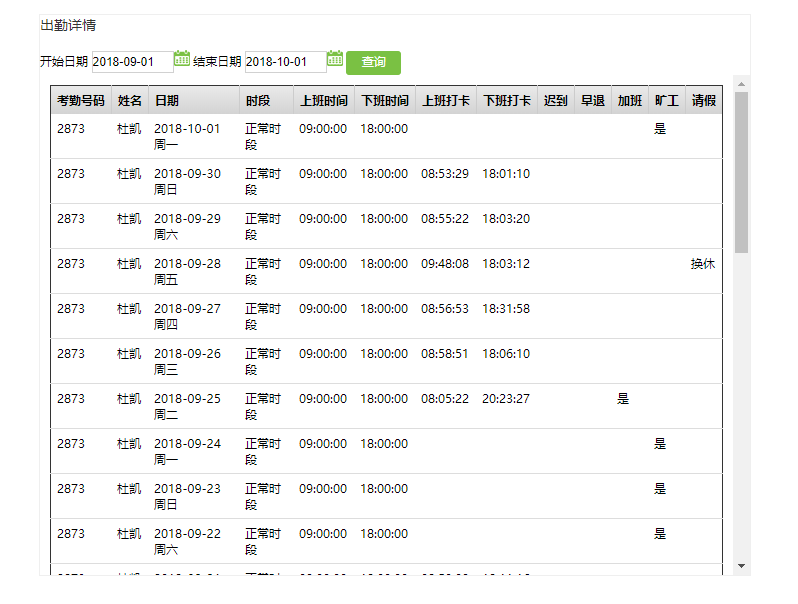 出勤详情
开始日期 2018-09-01 结束日期 2018-10-01 查询
考勤号码 姓名 日期 时段 上班时间 下班时间 上班打卡 下班打卡 迟到 早退 加班 旷工 请假
2873 杜凯 2018-10-01 正常时 09:00:00 18:00:00 是
周一 段
2873 杜凯 2018-09-30 正常时 09:00:00 18:00:00 08:53:29 18:01:10
周日 段
2873 杜凯 2018-09-29 正常时 09:00:00 18:00:00 08:55:22 18:03:20
周六 段
2873 杜凯 2018-09-28 正常时 09:00:00 18:00:00 09:48:08 18:03:12 换休
周五 段
2873 杜凯 2018-09-27 正常时 09:00:00 18:00:00 08:56:53 18:31:58
周四 段
2873 杜凯 2018-09-26 正常时 09:00:00 18:00:00 08:58:51 18:06:10
周三 段
2873 杜凯 2018-09-25 正常时 09:00:00 18:00:00 08:05:22 20:23:27 是
周二 段
2873 杜凯 2018-09-24 正常时 09:00:00 18:00:00 是
周一 段
2873 杜凯 2018-09-23 正常时 09:00:00 18:00:00 是
周日 段
2873 杜凯 2018-09-22 正常时 09:00:00 18:00:00 是
周六 段